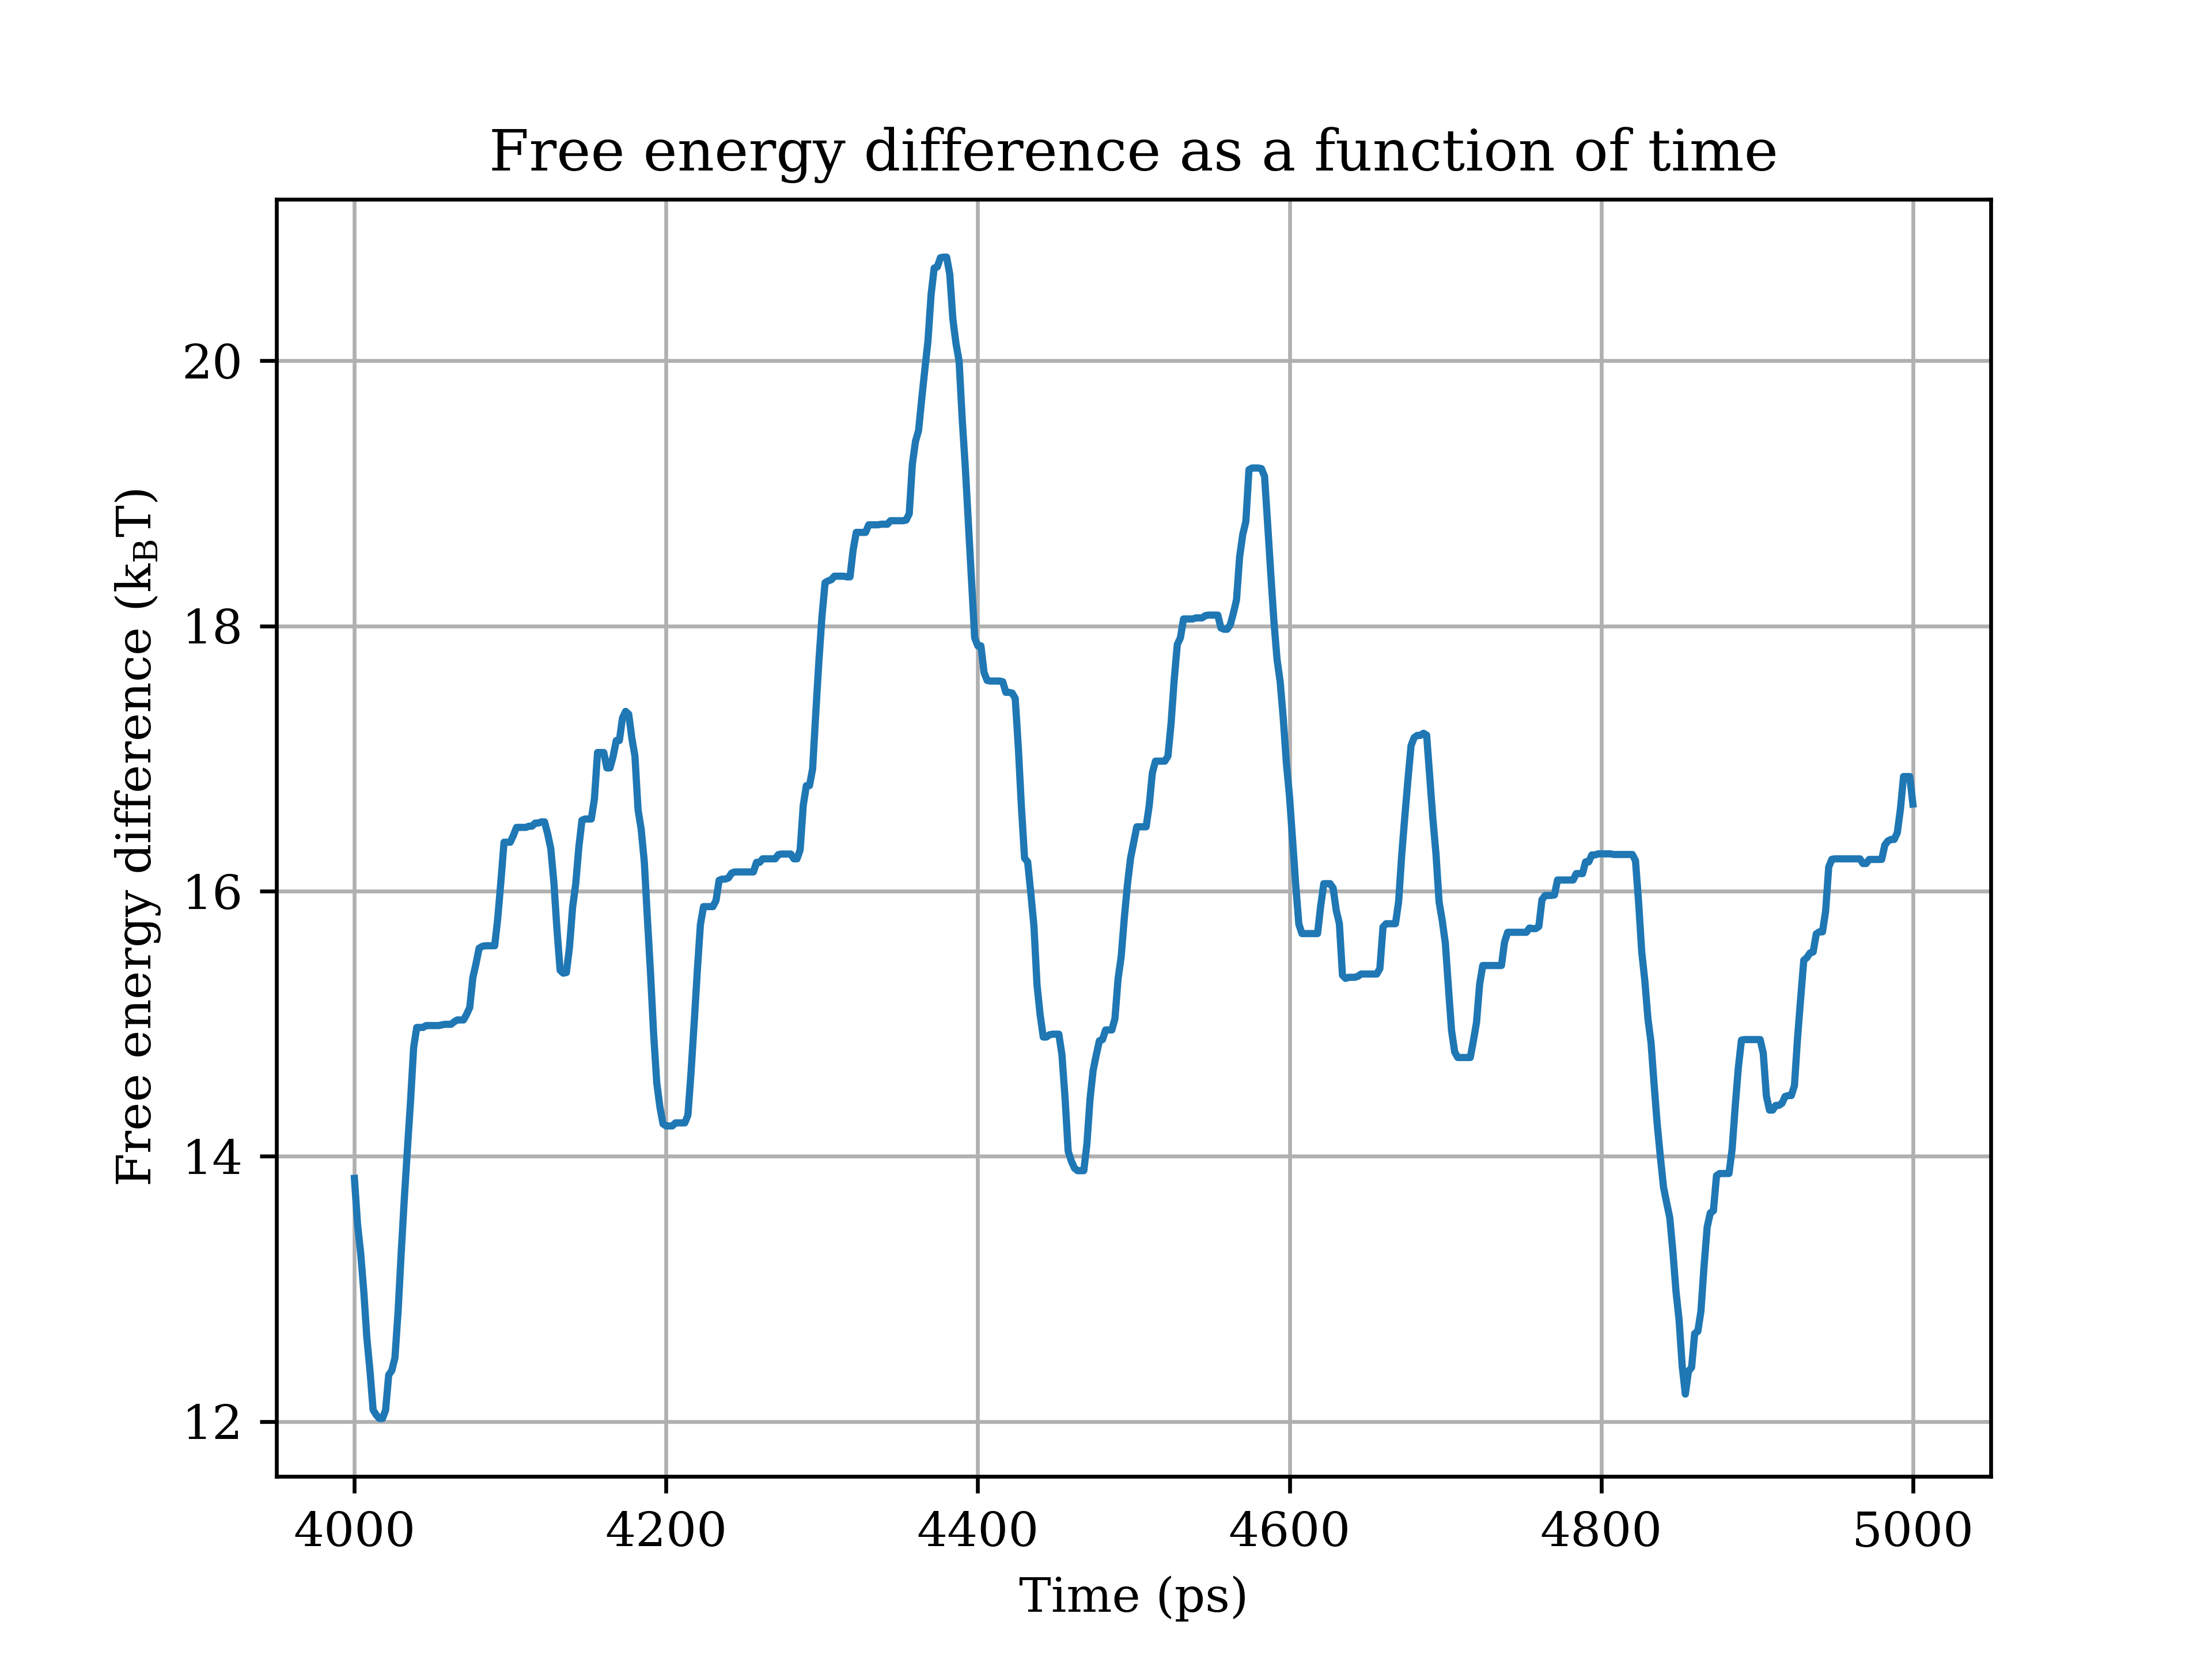 Free energy difference as a function of time
Free energy difference (k_BT)
20
18
16
14
12
4000 4200 4400 4600 4800 5000
Time (ps)